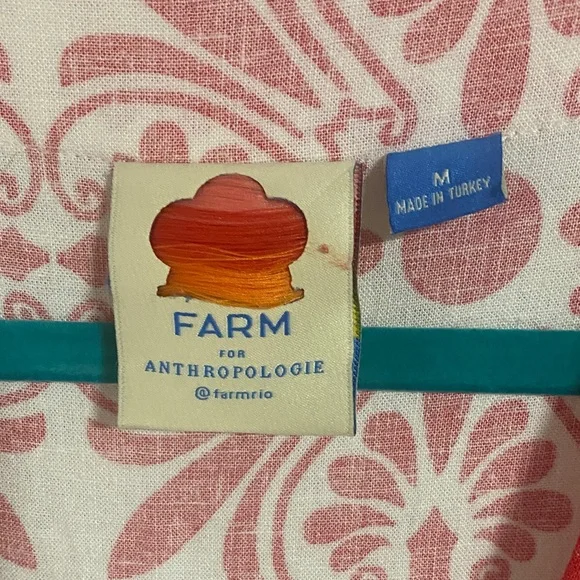 FARM
FOR
ANTHROPOLOGIE
@farmrio
M
MADE IN TURKEY